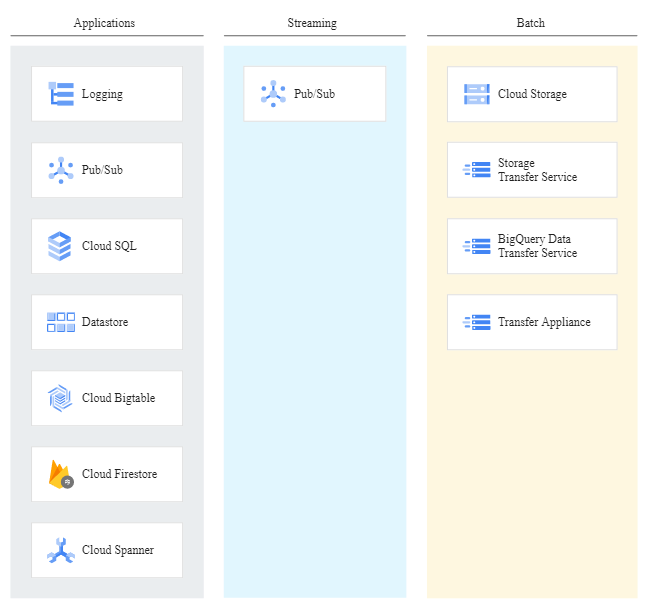 Applications
Streaming
Batch
Logging
Pub/Sub
Cloud SQL
Datastore
Cloud Bigtable
Cloud Firestore
Cloud Spanner
Pub/Sub
Cloud Storage
Storage
Transfer Service
BigQuery Data
Transfer Service
Transfer Appliance